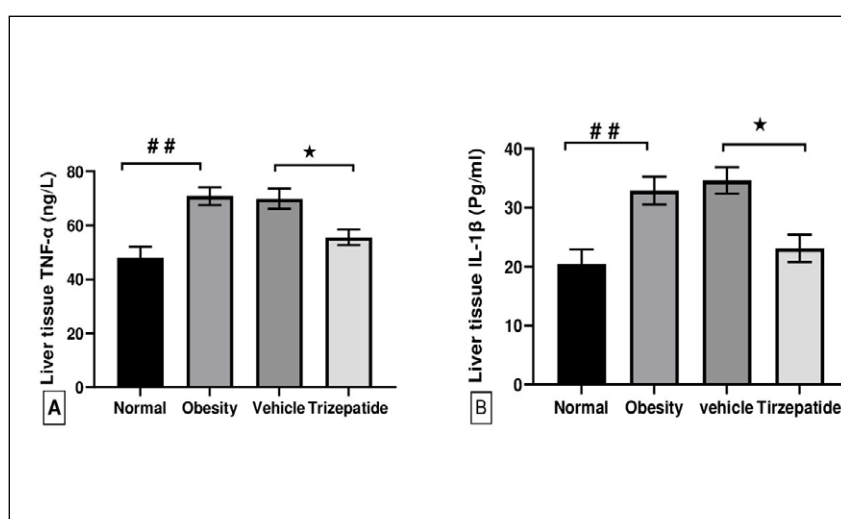 Liver tissue TNF-α (ng/L)
80
60
40
20
0
# #
★
Normal Obesity Vehicle Trizepatide
A
Liver tissue IL-1β (Pg/ml)
40
30
20
10
0
# #
★
Normal Obesity vehicle Tirzepatide
B